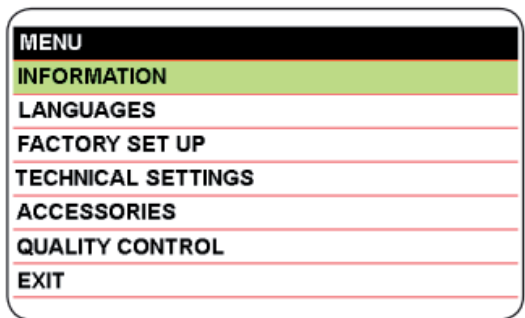 MENU
INFORMATION
LANGUAGES
FACTORY SET UP
TECHNICAL SETTINGS
ACCESSORIES
QUALITY CONTROL
EXIT